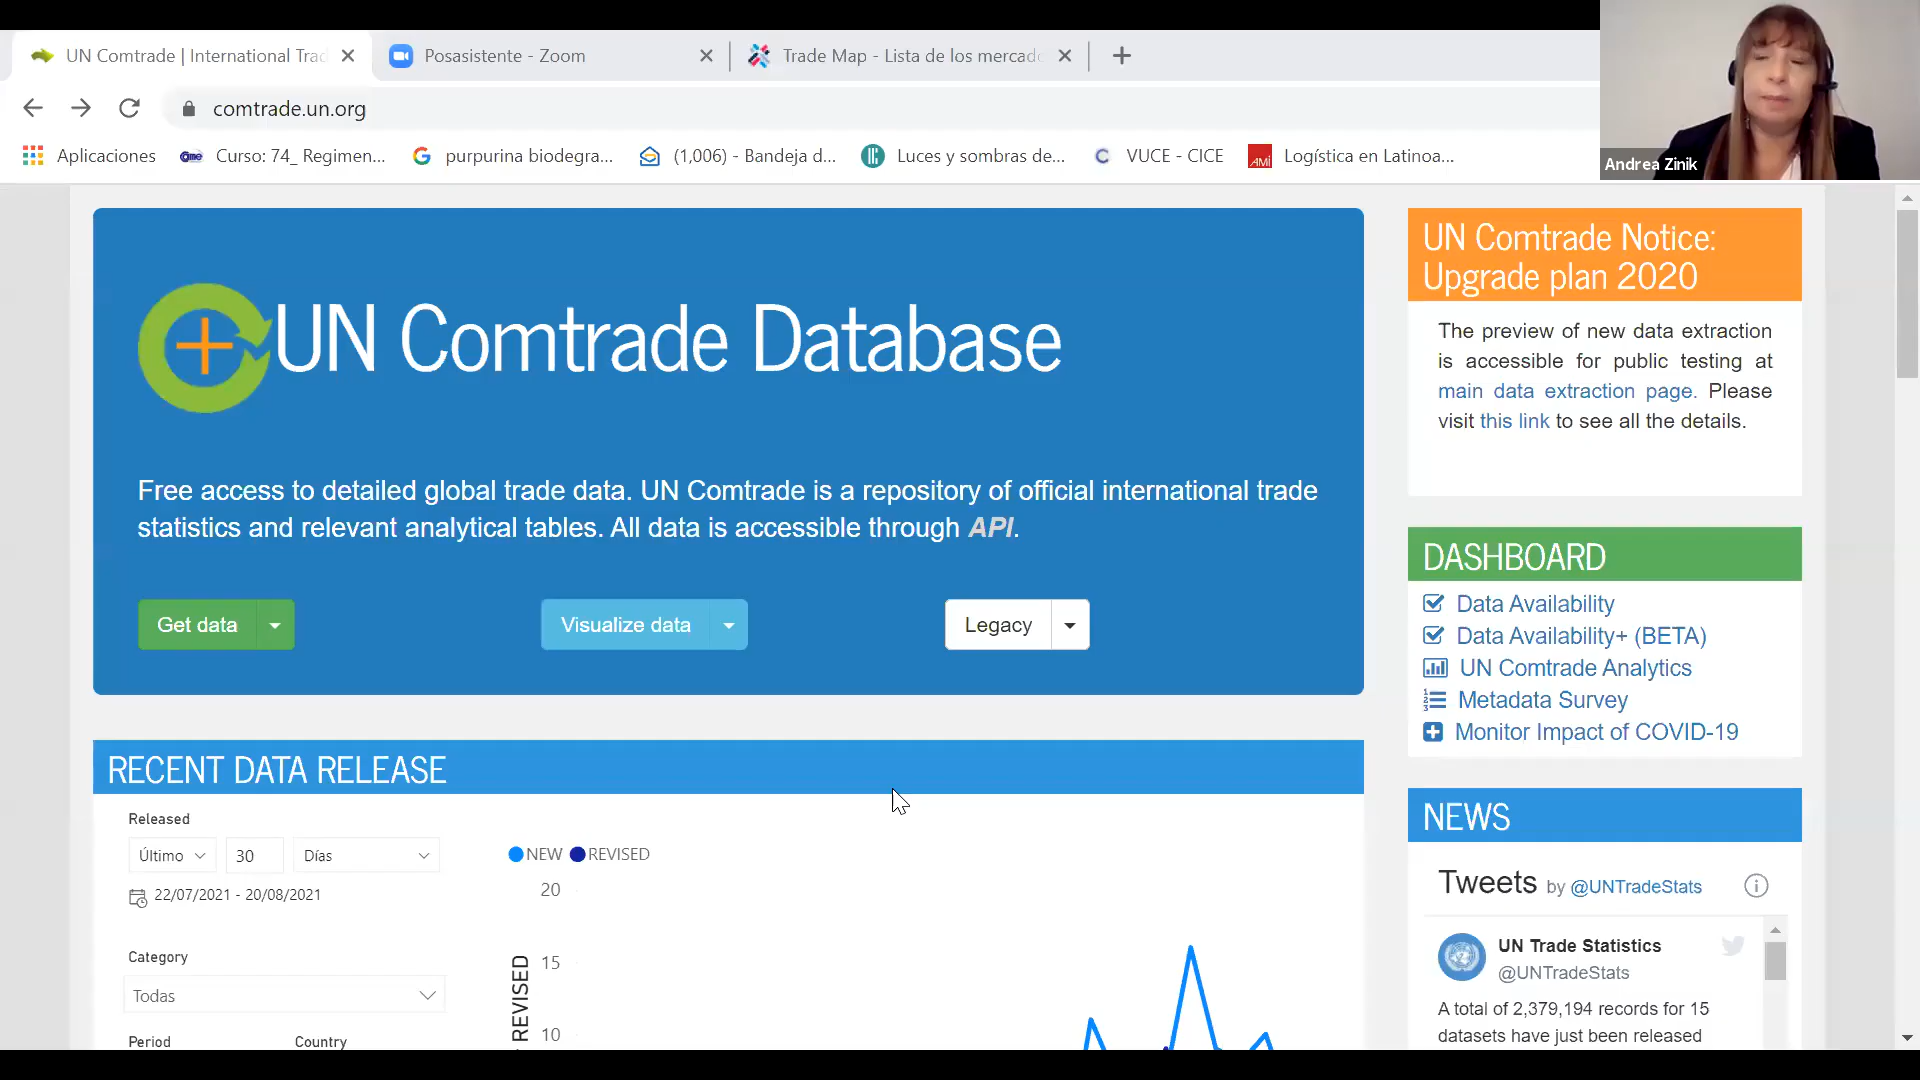 UN Comtrade | International Trad
Posasistente - Zoom
Trade Map - Lista de los mercado
comtrade.un.org
Aplicaciones
Curso: 74_ Regimen...
purpurina biodegra...
(1,006) - Bandeja d...
Luces y sombras de...
VUCE - CICE
AMI
Logística en Latinoa...
Andrea Zinik
UN Comtrade Database
Free access to detailed global trade data. UN Comtrade is a repository of official international trade
statistics and relevant analytical tables. All data is accessible through API.
Get data
Visualize data
Legacy
UN Comtrade Notice:
Upgrade plan 2020
The preview of new data extraction
is accessible for public testing at
main data extraction page. Please
visit this link to see all the details.
DASHBOARD
Data Availability
Data Availability+ (BETA)
UN Comtrade Analytics
Metadata Survey
Monitor Impact of COVID-19
RECENT DATA RELEASE
Released
Último
30
Días
22/07/2021 - 20/08/2021
Category
Todas
Period
Country
NEW
REVISED
20
15
10
REVISED
NEWS
Tweets by @UNTradeStats
UN Trade Statistics
@UNTradeStats
A total of 2,379,194 records for 15
datasets have just been released